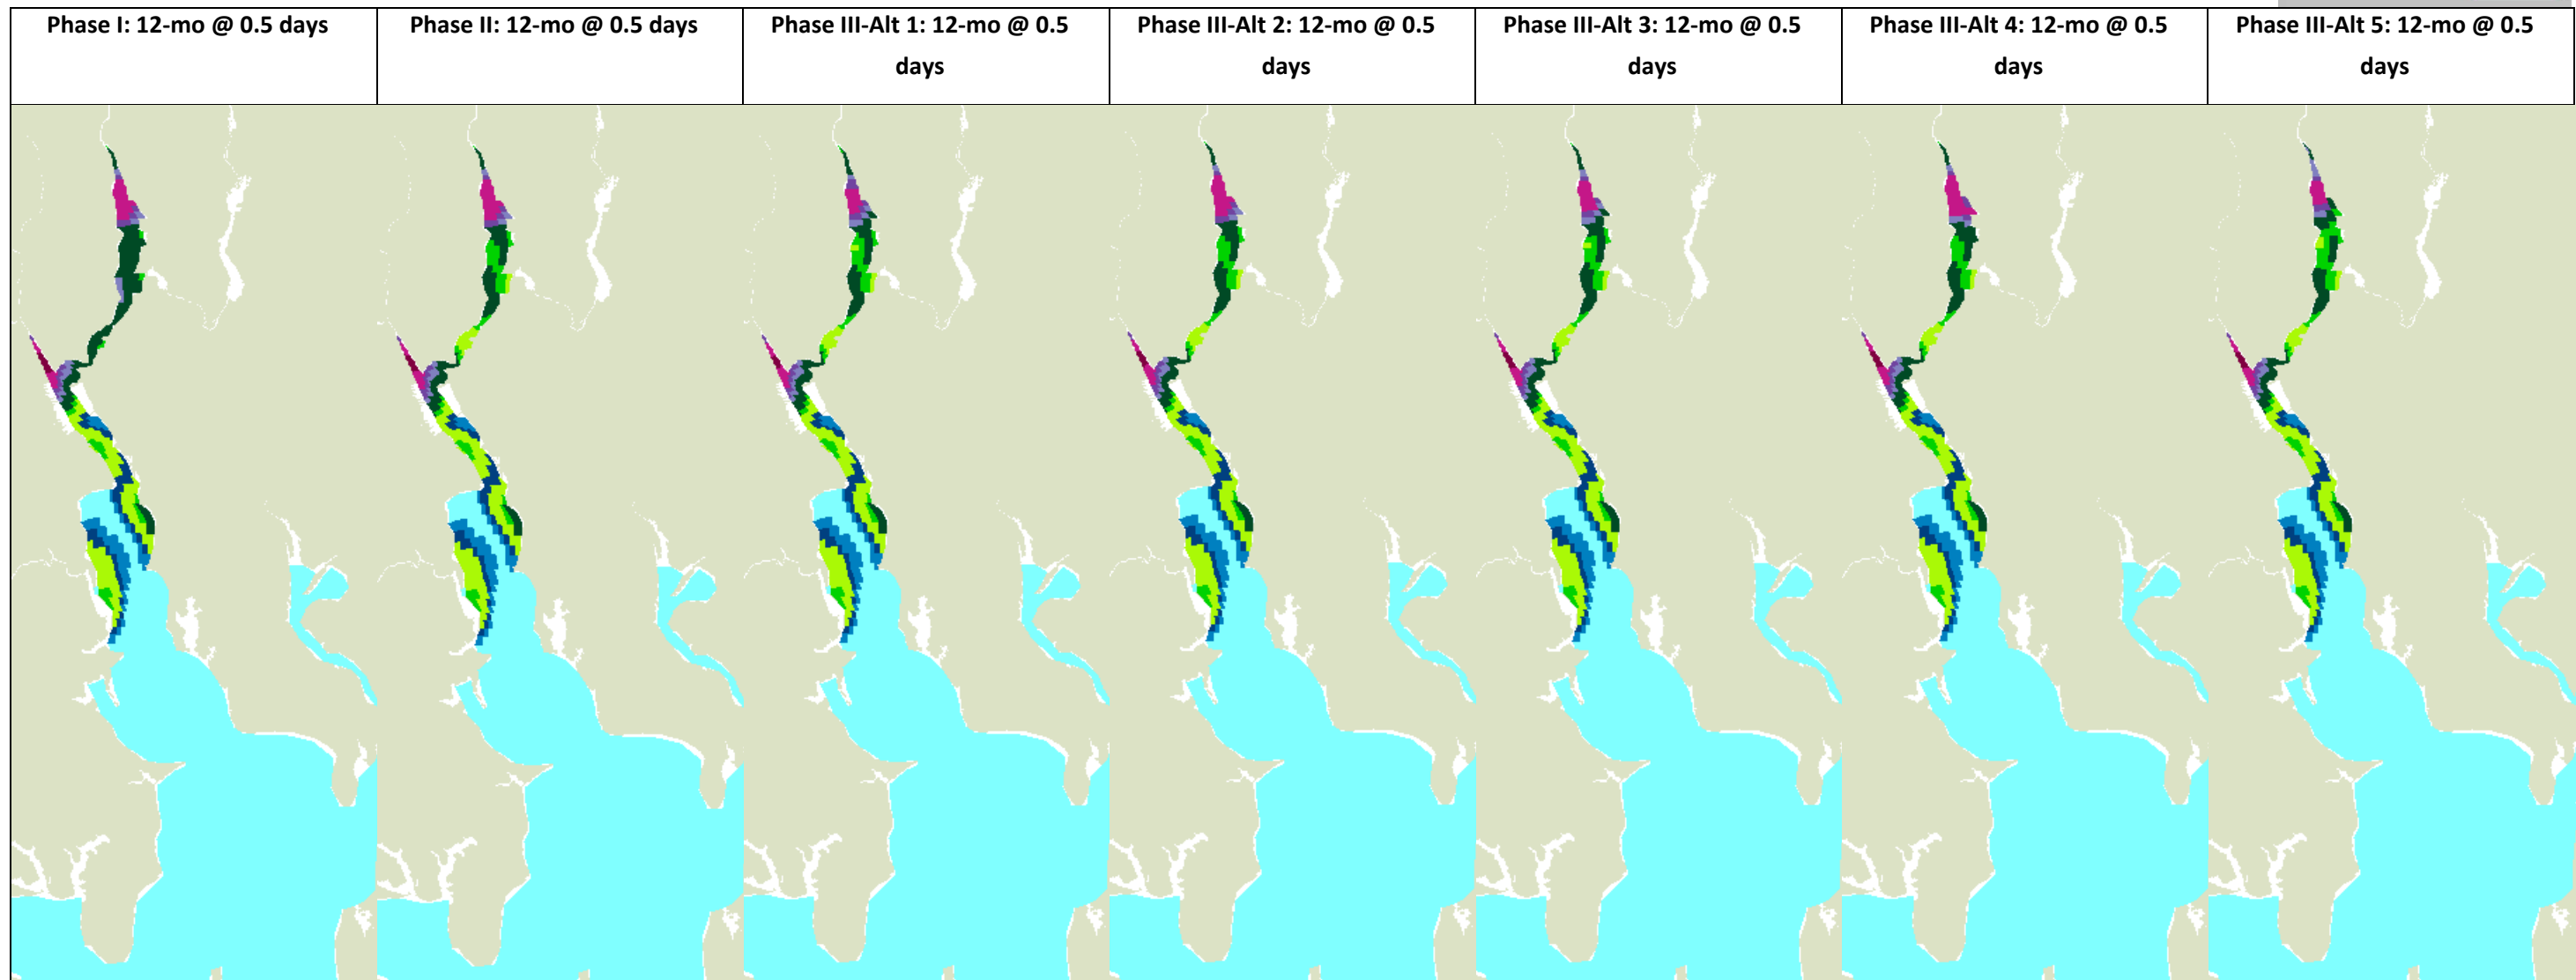 Phase I: 12-mo @ 0.5 days
Phase II: 12-mo @ 0.5 days
Phase III-Alt 1: 12-mo @ 0.5
days
Phase III-Alt 2: 12-mo @ 0.5
days
Phase III-Alt 3: 12-mo @ 0.5
days
Phase III-Alt 4: 12-mo @ 0.5
days
Phase III-Alt 5: 12-mo @ 0.5
days